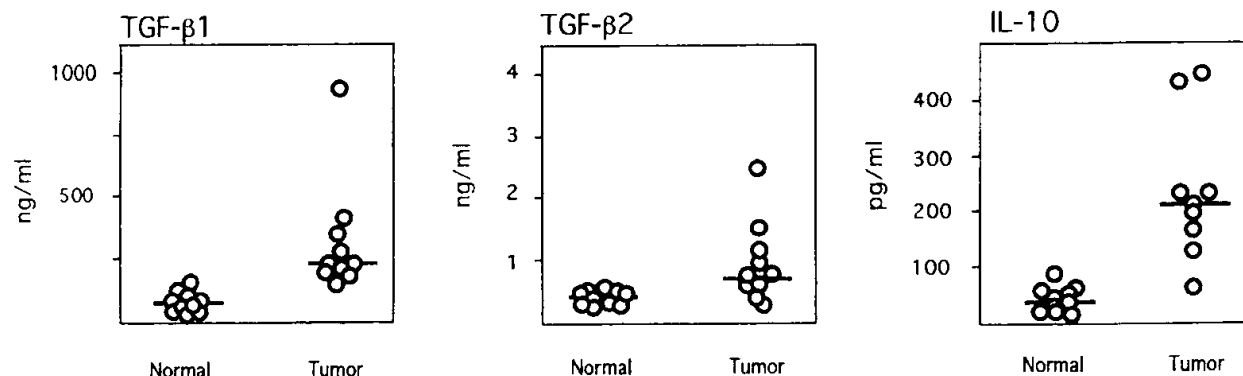 TGF-β1
ng/ml
1000
500
Normal Tumor
TGF-β2
ng/ml
4
3
2
1
Normal Tumor
IL-10
pg/ml
400
300
200
100
Normal Tumor